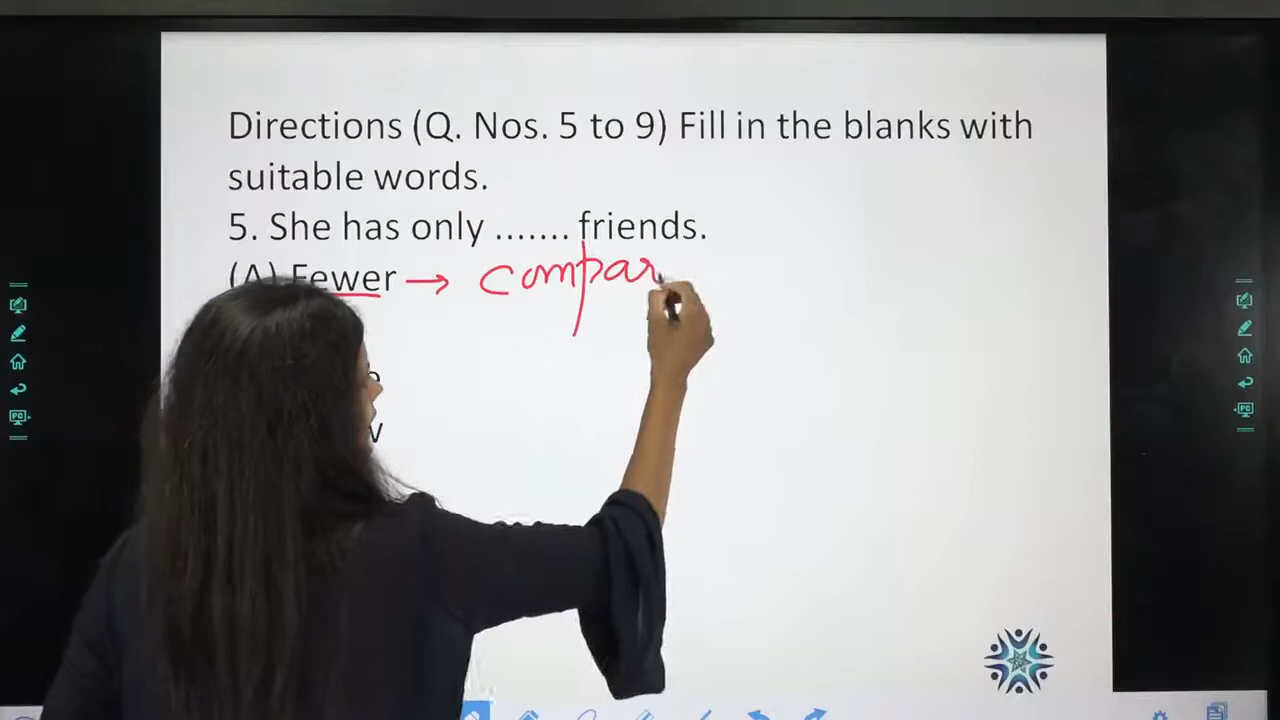 Directions (Q. Nos. 5 to 9) Fill in the blanks with
suitable words.
5. She has only ....... friends.
(A) Fewer → compar